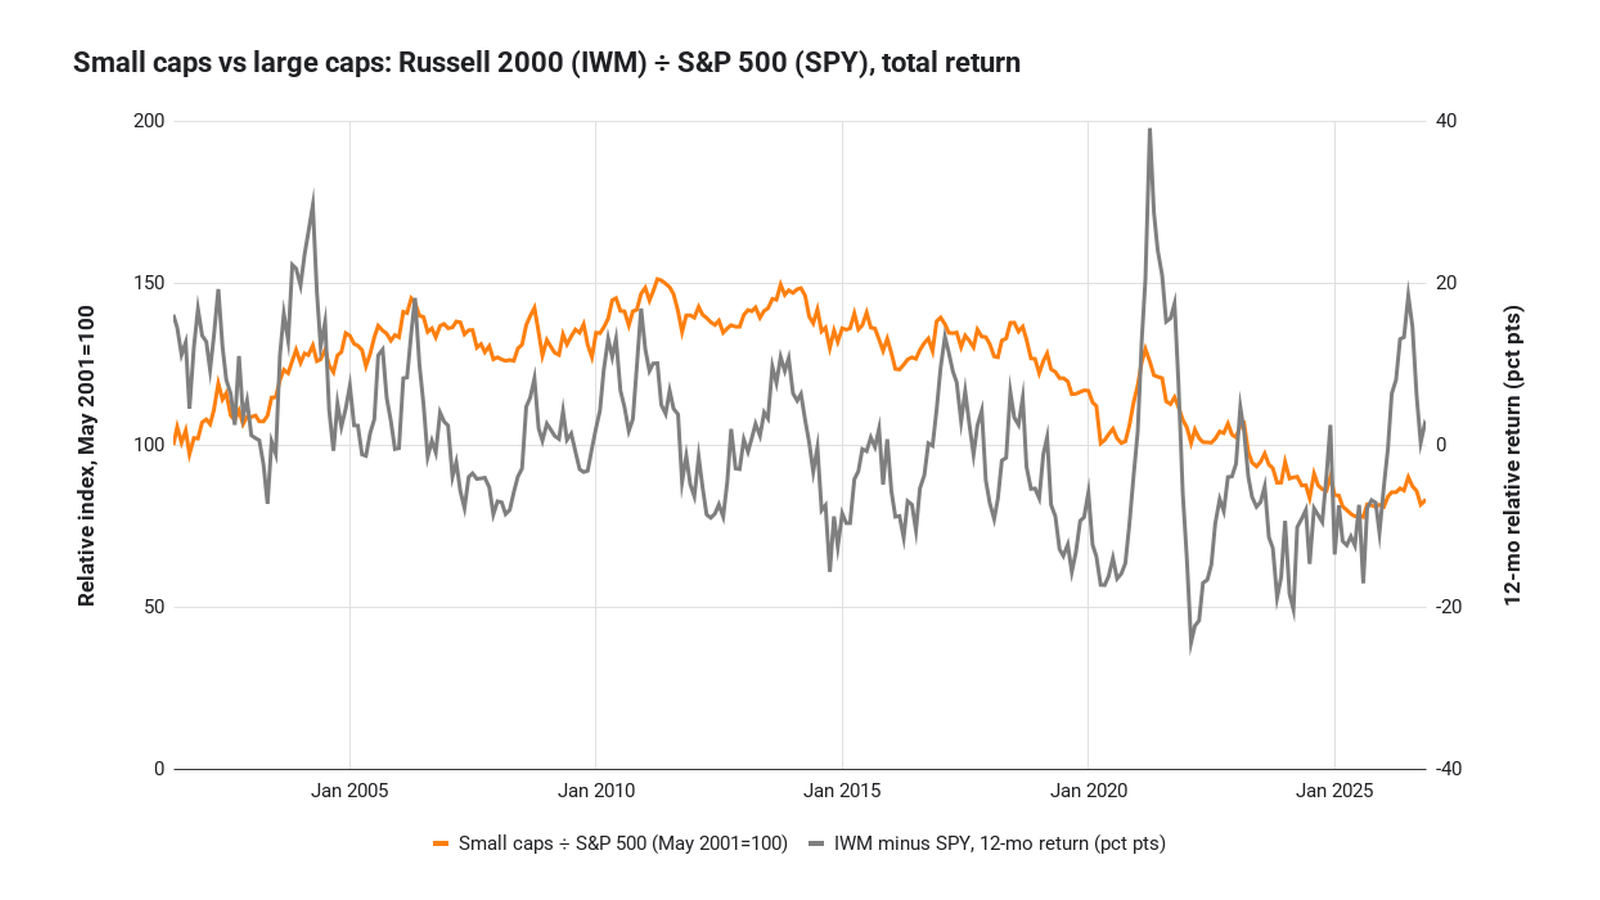 Small caps vs large caps: Russell 2000 (IWM) ÷ S&P 500 (SPY), total return
Relative index, May 2001=100
200
150
100
50
0
40
20
0
-20
-40
12-mo relative return (pct pts)
Jan 2005
Jan 2010
Jan 2015
Jan 2020
Jan 2025
Small caps ÷ S&P 500 (May 2001=100)
IWM minus SPY, 12-mo return (pct pts)